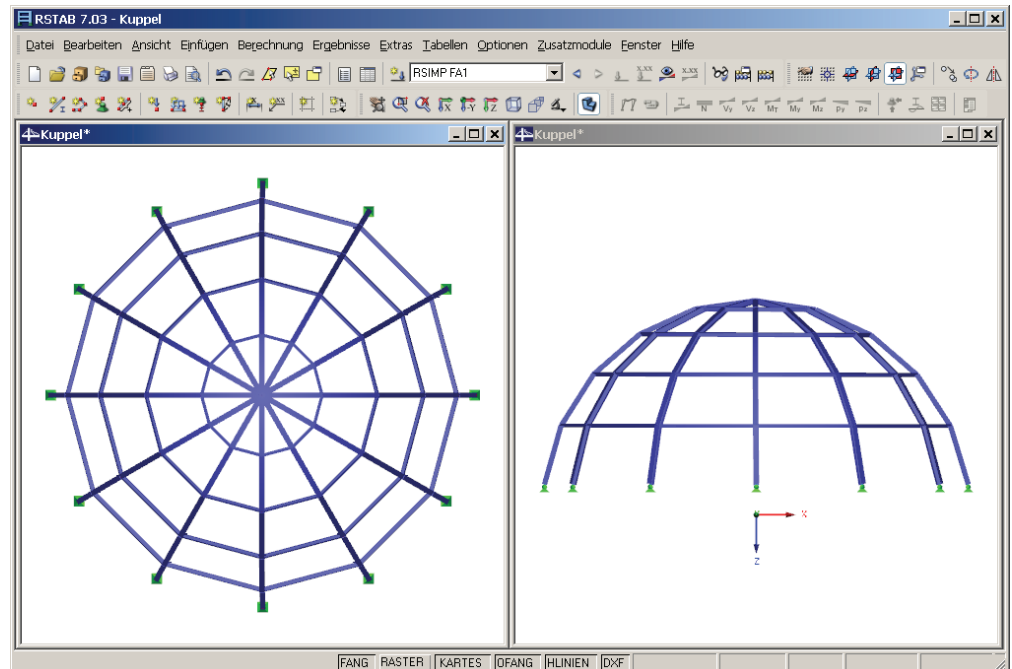 RSTAB 7.03 - Kuppel
Datei Bearbeiten Ansicht Einfügen Berechnung Ergebnisse Extras Tabellen Optionen Zusatzmodule Fenster Hilfe
RSIMP FA1
Kuppel*
Kuppel*
X
Z
FANG RASTER KARTES OFANG HLINIEN DXF